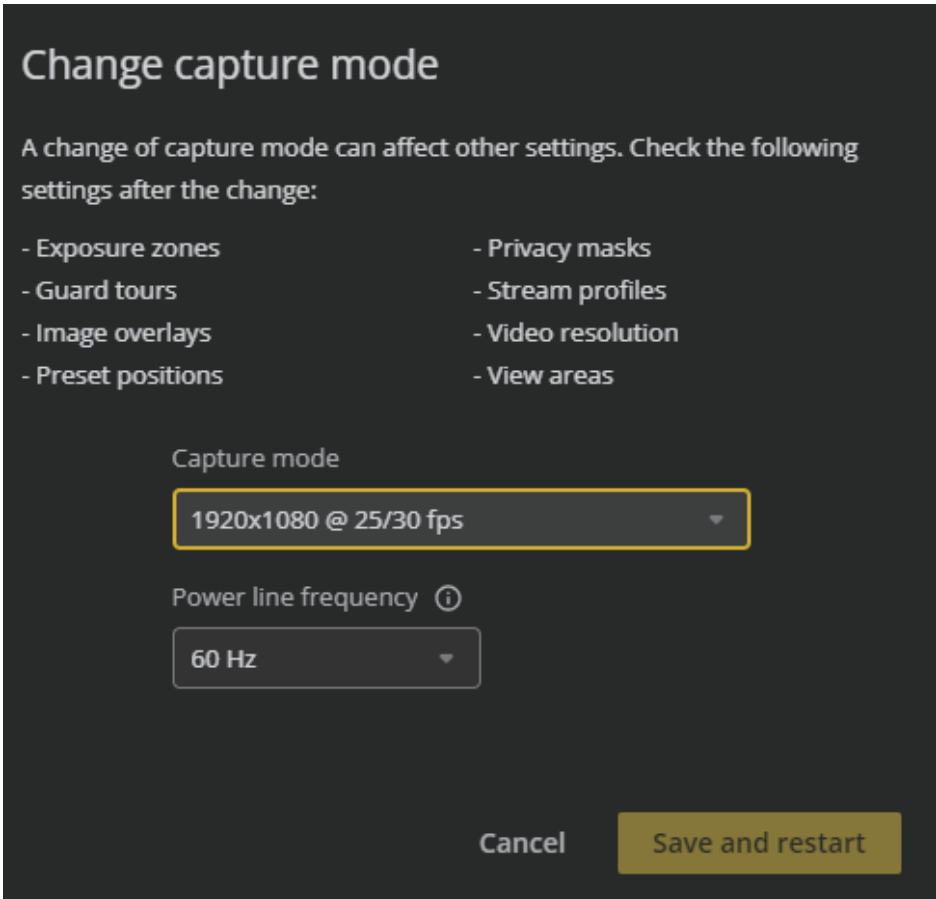 Change capture mode
A change of capture mode can affect other settings. Check the following
settings after the change:
- Exposure zones
- Guard tours
- Image overlays
- Preset positions
- Privacy masks
- Stream profiles
- Video resolution
- View areas
Capture mode
1920x1080 @ 25/30 fps
Power line frequency
60 Hz
Cancel
Save and restart